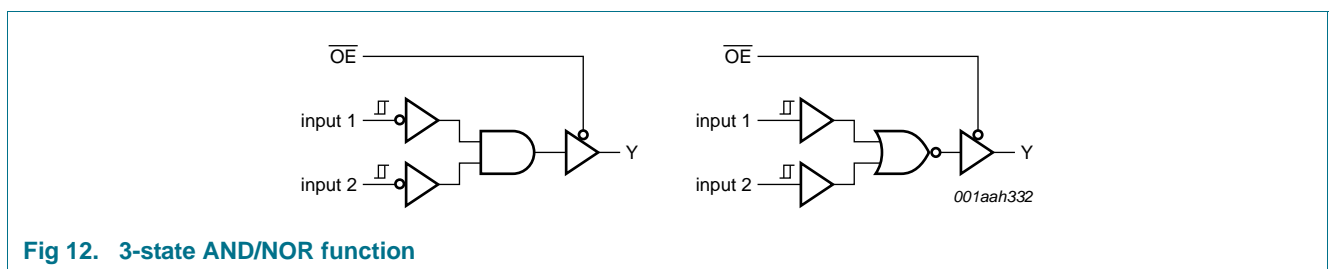 OE
input 1
input 2
Y
OE
input 1
input 2
Y
001aah332
Fig 12. 3-state AND/NOR function